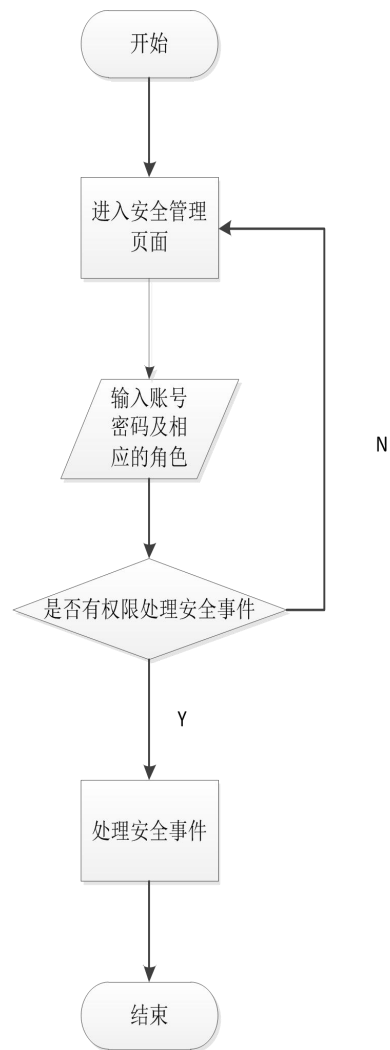 开始
进入安全管理
页面
输入账号
密码及相
应的角色
N
是否有权限处理安全事件
Y
处理安全事件
结束